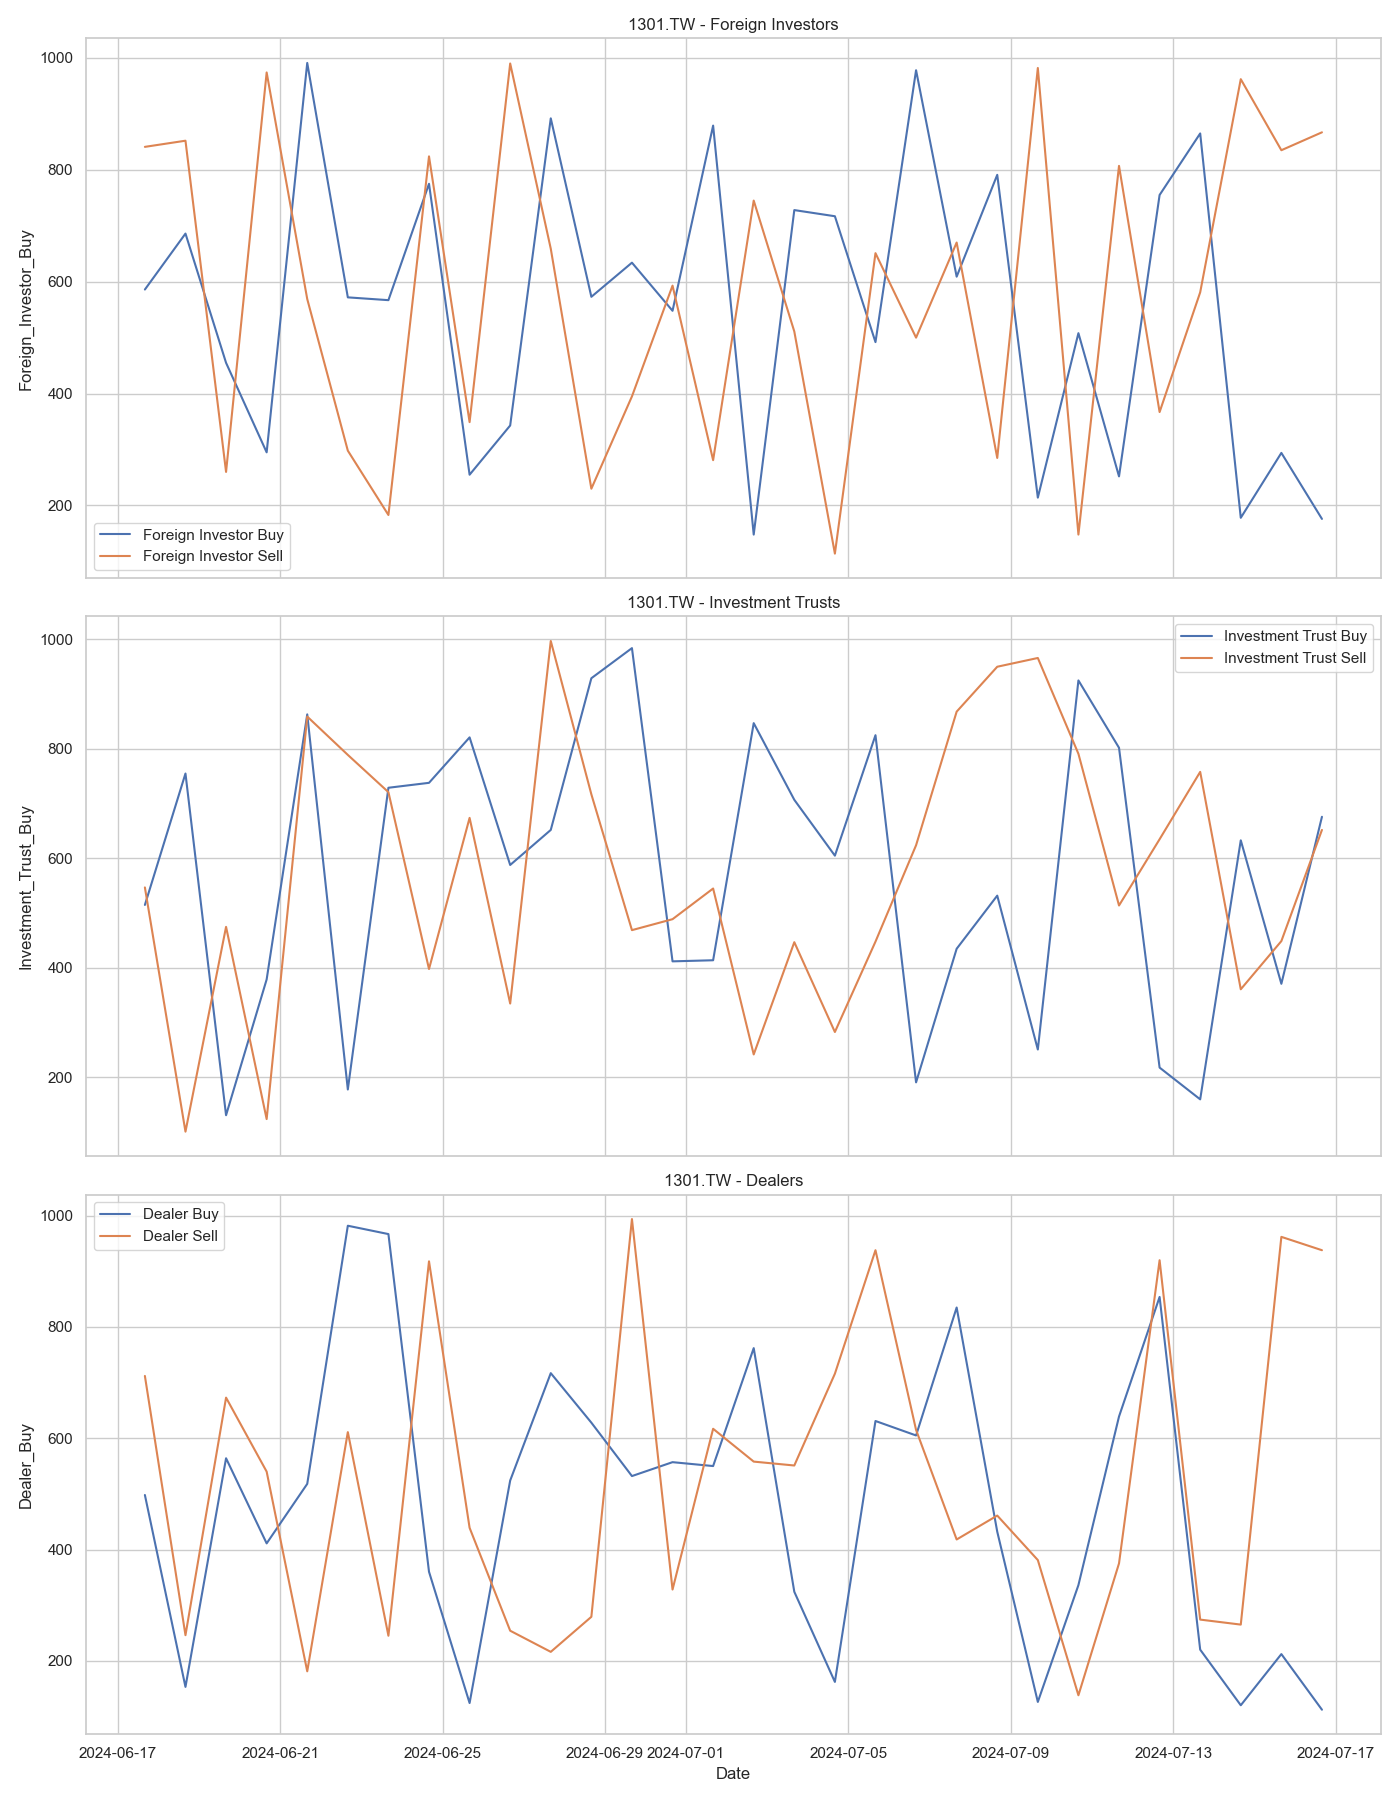 1301.TW - Foreign Investors
1000
800
600
400
200
Foreign_Investor_Buy
Foreign Investor Buy
Foreign Investor Sell
1301.TW - Investment Trusts
1000
800
600
400
200
Investment_Trust_Buy
Investment Trust Buy
Investment Trust Sell
1301.TW - Dealers
1000
800
600
400
200
Dealer_Buy
Dealer Buy
Dealer Sell
2024-06-17 2024-06-21 2024-06-25 2024-06-29 2024-07-01 2024-07-05 2024-07-09 2024-07-13 2024-07-17
Date